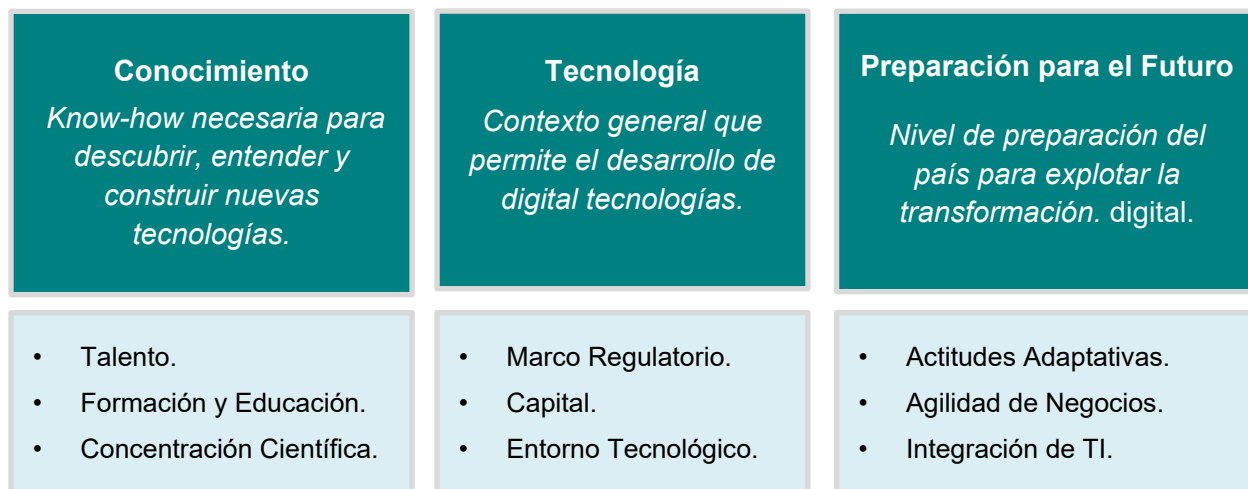 Conocimiento
Know-how necesaria para
descubrir, entender y
construir nuevas
tecnologías.
• Talento.
• Formación y Educación.
• Concentración Científica.
Tecnología
Contexto general que
permite el desarrollo de
digital tecnologías.
• Marco Regulatorio.
• Capital.
• Entorno Tecnológico.
Preparación para el Futuro
Nivel de preparación del
país para explotar la
transformación. digital.
• Actitudes Adaptativas.
• Agilidad de Negocios.
• Integración de TI.